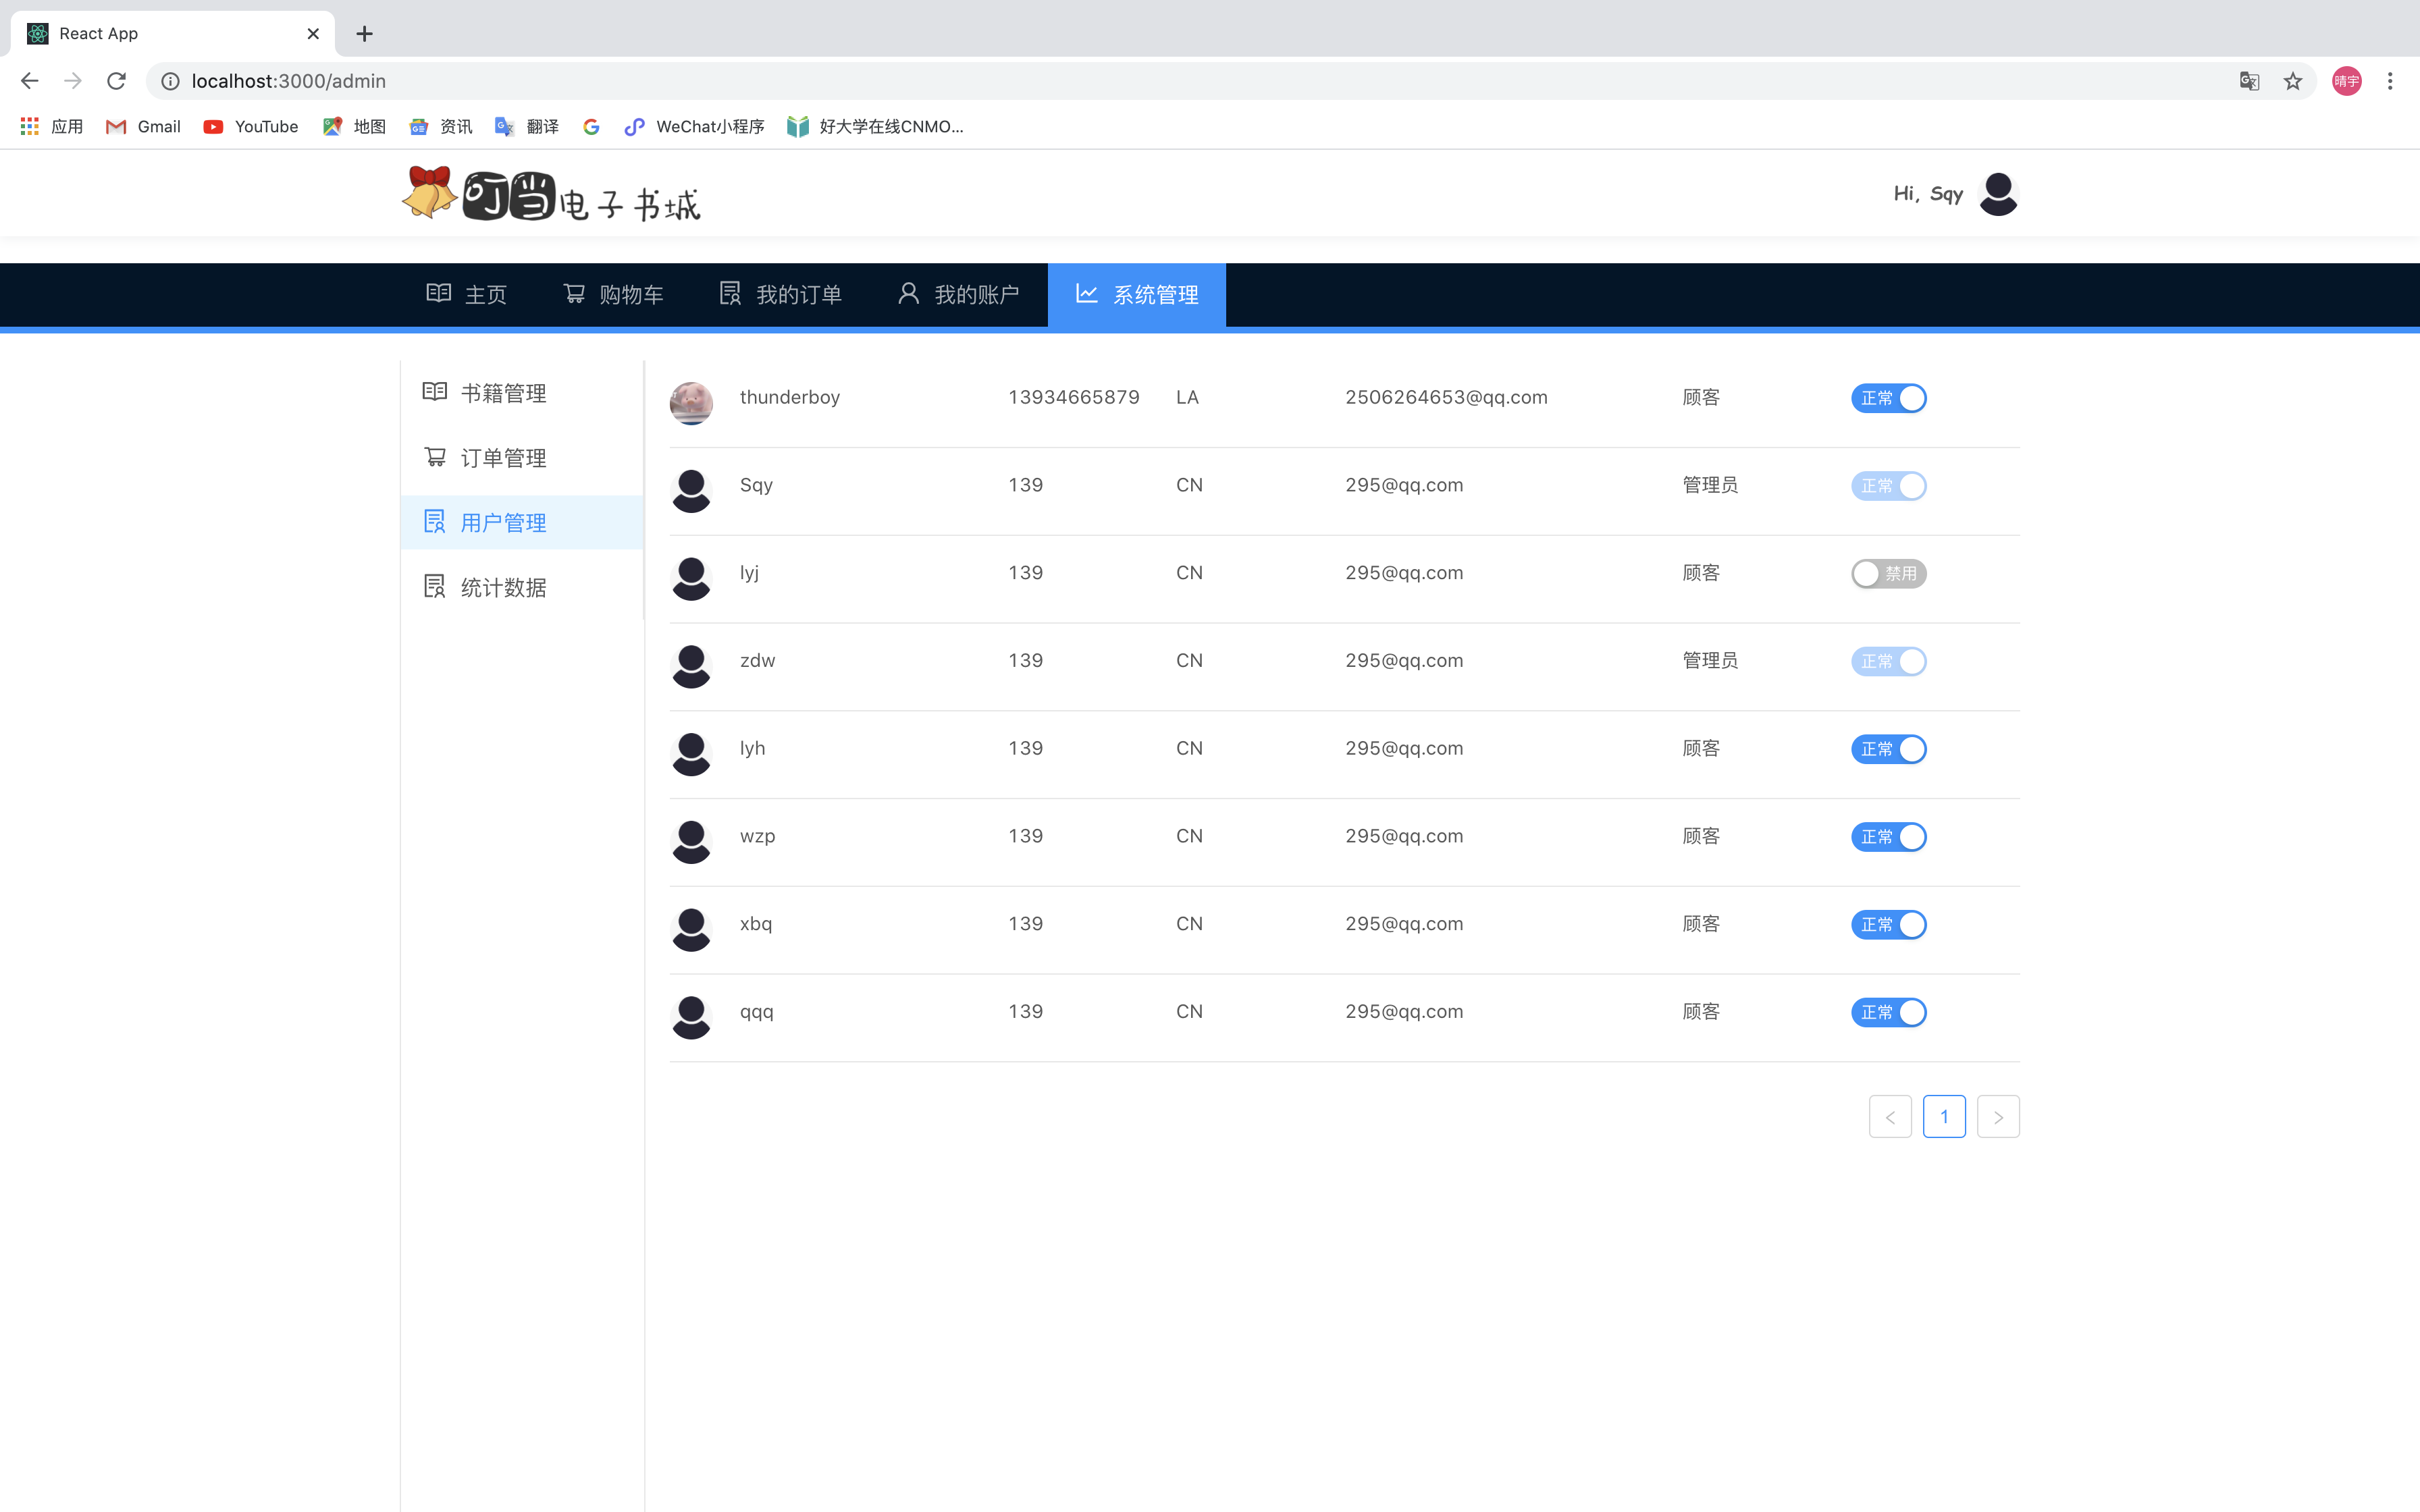 React App
localhost:3000/admin
晴宇
应用 Gmail YouTube 地图 资讯 翻译 WeChat小程序 好大学在线CNMO...
叮当电子书城
Hi, Sqy
主页 购物车 我的订单 我的账户 系统管理
书籍管理
订单管理
用户管理
统计数据
thunderboy 13934665879 LA 2506264653@qq.com 顾客 正常
Sqy 139 CN 295@qq.com 管理员 正常
lyj 139 CN 295@qq.com 顾客 禁用
zdw 139 CN 295@qq.com 管理员 正常
lyh 139 CN 295@qq.com 顾客 正常
wzp 139 CN 295@qq.com 顾客 正常
xbq 139 CN 295@qq.com 顾客 正常
qqq 139 CN 295@qq.com 顾客 正常
< 1 >